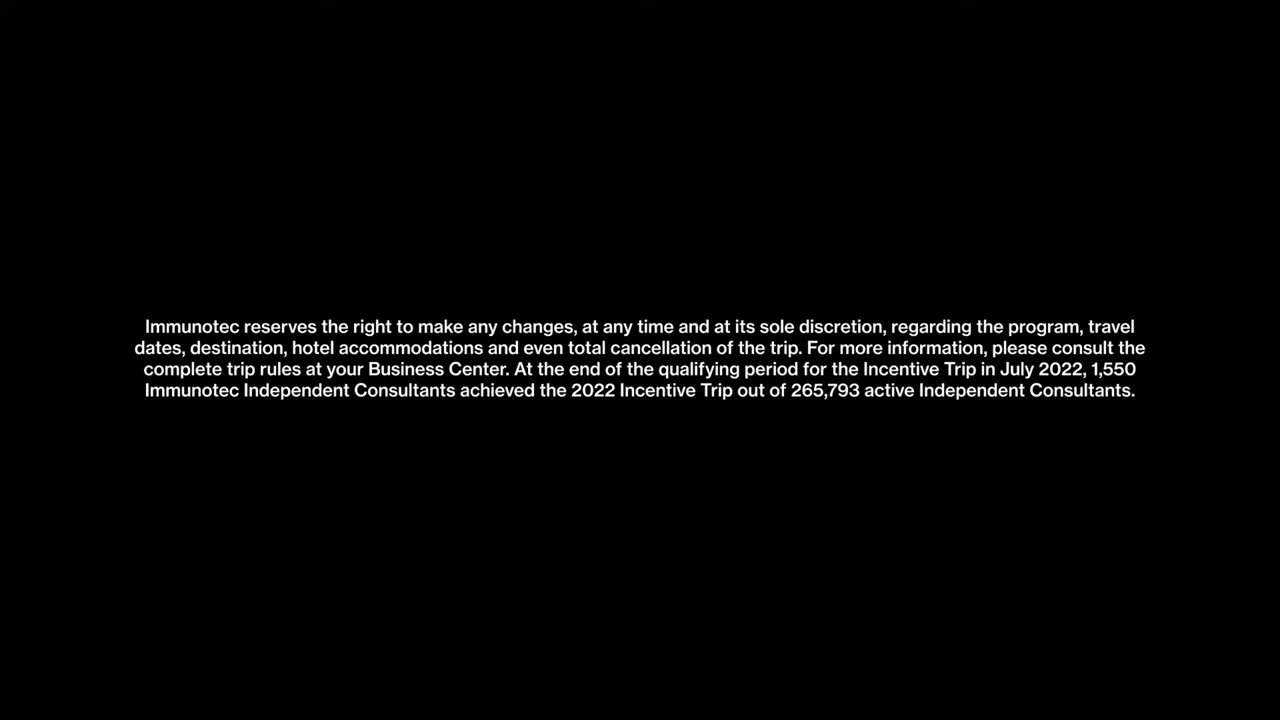 Immunotec reserves the right to make any changes, at any time and at its sole discretion, regarding the program, travel
dates, destination, hotel accommodations and even total cancellation of the trip. For more information, please consult the
complete trip rules at your Business Center. At the end of the qualifying period for the Incentive Trip in July 2022, 1,550
Immunotec Independent Consultants achieved the 2022 Incentive Trip out of 265,793 active Independent Consultants.